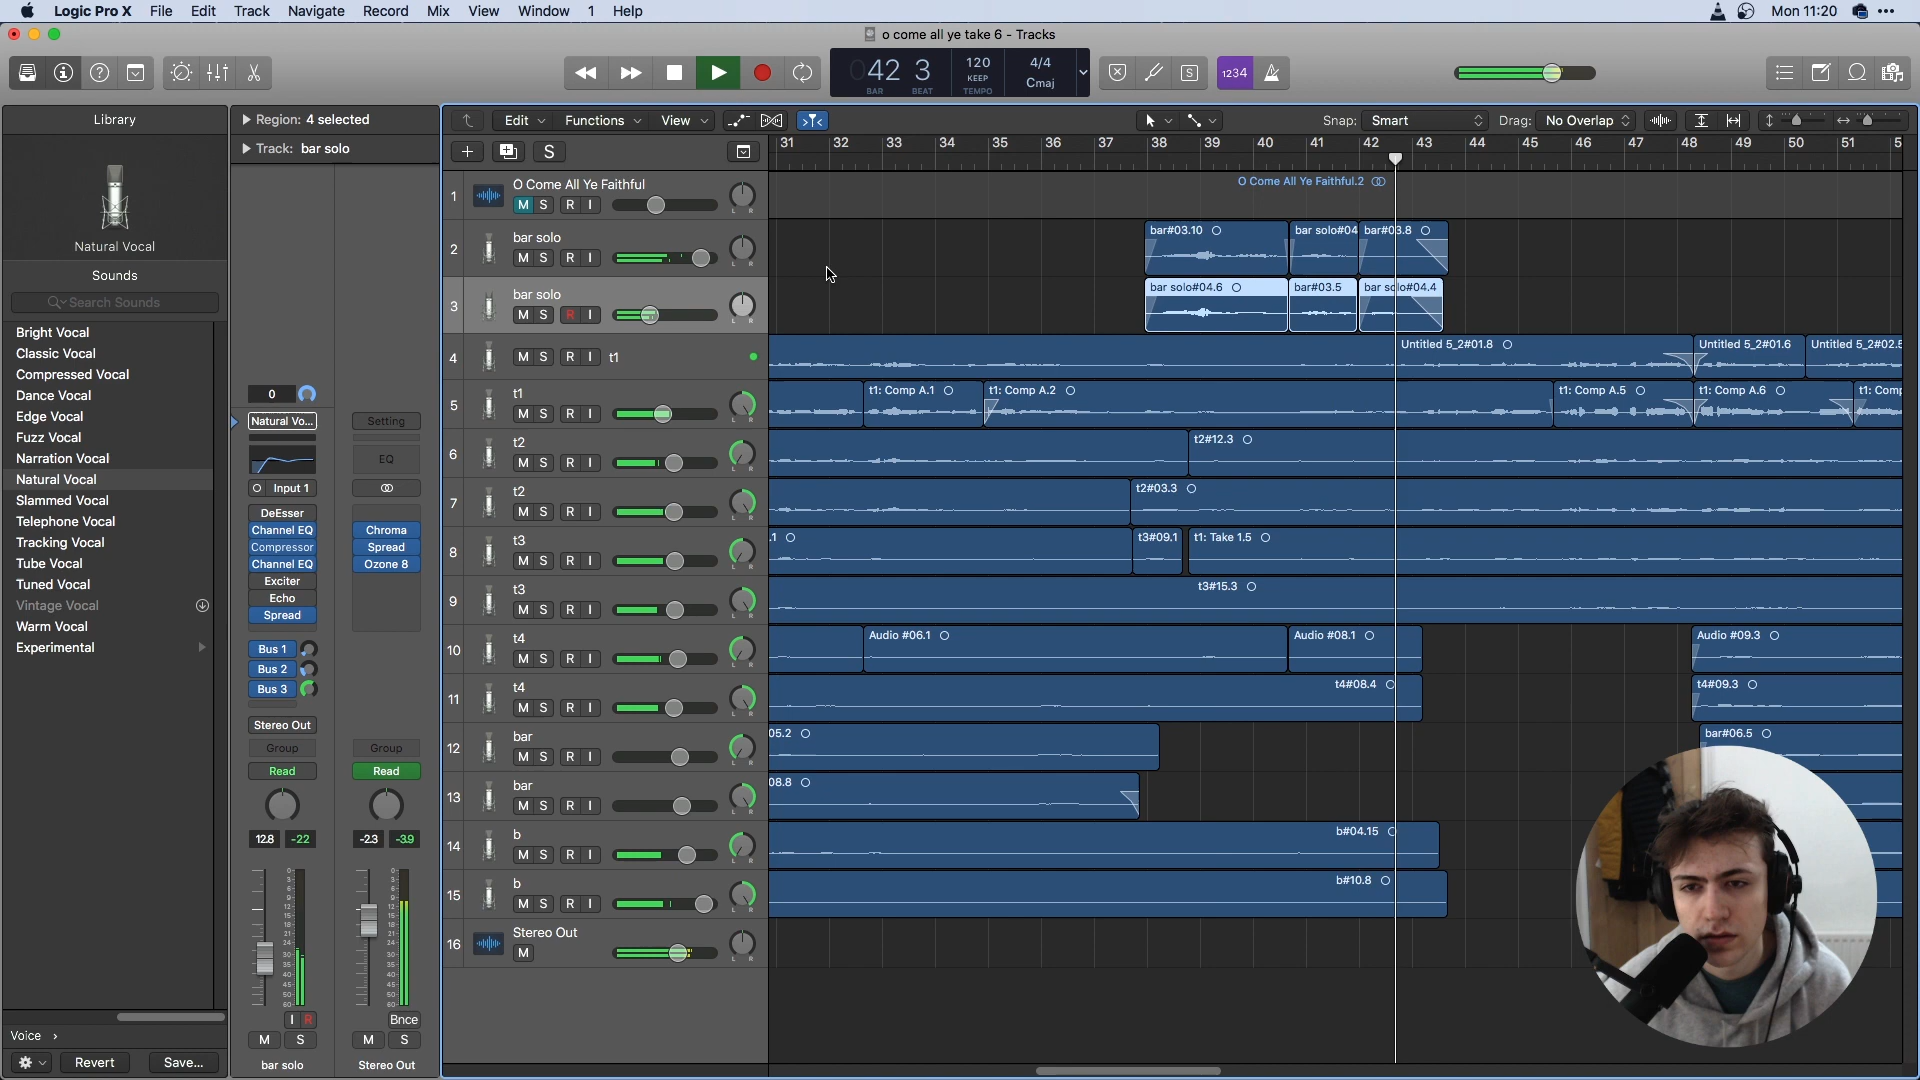 Logic Pro X File Edit Track Navigate Record Mix View Window 1 Help
Mon 11:20
o come all ye take 6 - Tracks
042 3
BAR BEAT
120
KEEP
TEMPO
4/4
Cmaj
S
1234
Library
Natural Vocal
Sounds
Search Sounds
Bright Vocal
Classic Vocal
Compressed Vocal
Dance Vocal
Edge Vocal
Fuzz Vocal
Narration Vocal
Natural Vocal
Slammed Vocal
Telephone Vocal
Tracking Vocal
Tube Vocal
Tuned Vocal
Vintage Vocal
Warm Vocal
Experimental
Voice
Revert
Save...
Region: 4 selected
Track: bar solo
0
Natural Vo...
Input 1
DeEsser
Channel EQ
Compressor
Channel EQ
Exciter
Echo
Spread
Bus 1
Bus 2
Bus 3
Stereo Out
Group
Read
12.8 -22
I R
M S
bar solo
Setting
EQ
Chroma
Spread
Ozone 8
Group
Read
-2.3 -3.9
Bnce
M S
Stereo Out
Edit Functions View
Snap: Smart
Drag: No Overlap
S
31 32 33 34 35 36 37 38 39 40 41 42 43 44 45 46 47 48 49 50 51 5
1 O Come All Ye Faithful
M S R I
O Come All Ye Faithful.2
2 bar solo
M S R I
bar#03.10 bar solo#04 bar#03.8
3 bar solo
M S R I
bar solo#04.6 bar#03.5 bar solo#04.4
4 M S R I t1
Untitled 5_2#01.8 Untitled 5_2#01.6 Untitled 5_2#02.5
5 t1
M S R I
t1: Comp A.1 t1: Comp A.2 t1: Comp A.5 t1: Comp A.6 t1: Comp
6 t2
M S R I
t2#12.3
7 t2
M S R I
t2#03.3
8 t3
M S R I
.1 t3#09.1 t1: Take 1.5
9 t3
M S R I
t3#15.3
10 t4
M S R I
Audio #06.1 Audio #08.1 Audio #09.3
11 t4
M S R I
t4#08.4 t4#09.3
12 bar
M S R I
05.2 bar#06.5
13 bar
M S R I
08.8
14 b
M S R I
b#04.15
15 b
M S R I
b#10.8
16 Stereo Out
M